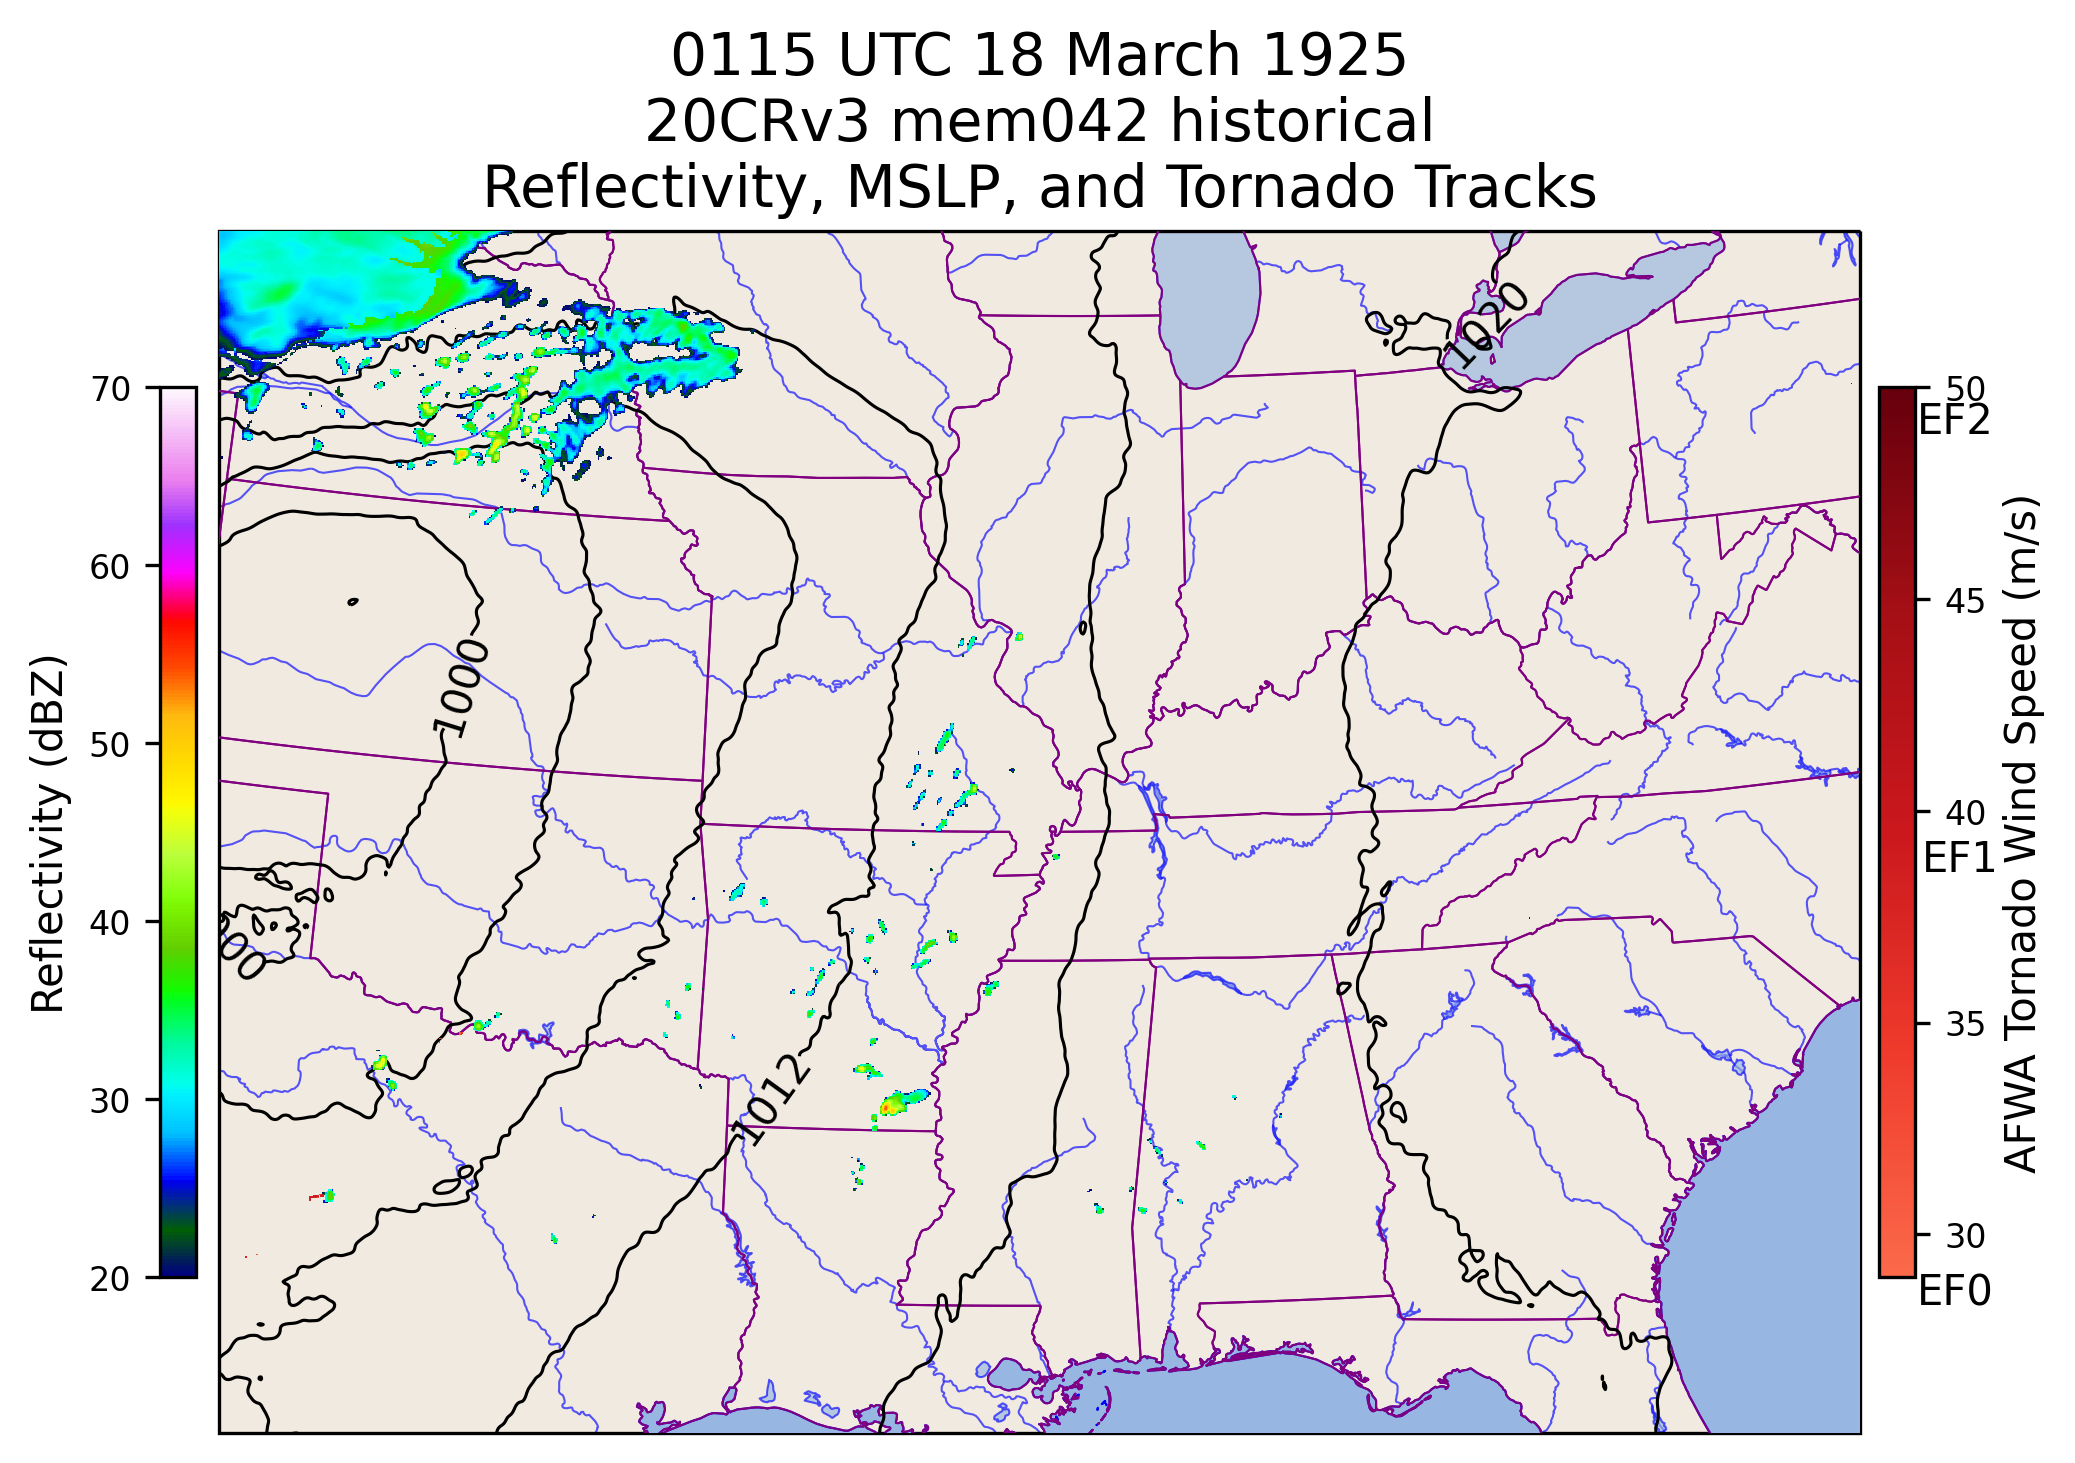 0115 UTC 18 March 1925
20CRv3 mem042 historical
Reflectivity, MSLP, and Tornado Tracks
70
60
50
40
30
20
Reflectivity (dBZ)
1020
1000
00
1012
50
EF2
45
40
EF1
35
30
EF0
AFWA Tornado Wind Speed (m/s)